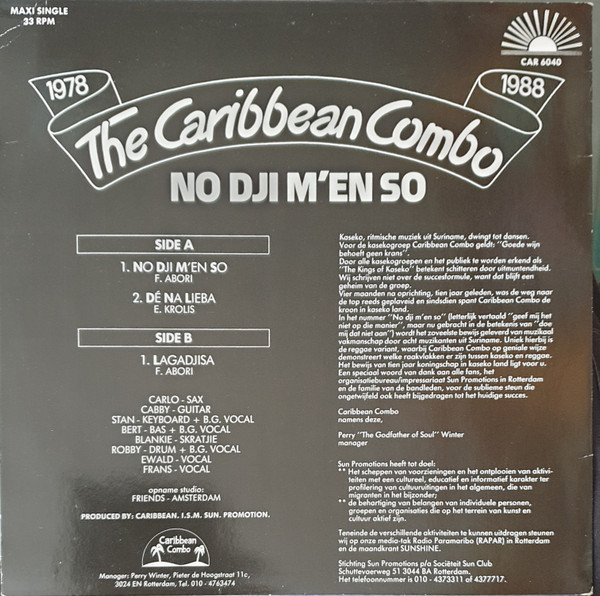 MAXI SINGLE
33 RPM
CAR 6040
1978
1988
The Caribbean Combo
NO DJI M'EN SO
SIDE A
1. NO DJI M'EN SO
F. ABORI
2. DÉ NA LIEBA
E. KROLIS
SIDE B
1. LAGADJISA
F. ABORI
CARLO - SAX
CABBY - GUITAR
STAN - KEYBOARD + B.G. VOCAL
BERT - BAS + B.G. VOCAL
BLANKIE - SKRATJIE
ROBBY - DRUM + B.G. VOCAL
EWALD - VOCAL
FRANS - VOCAL
opname studio:
FRIENDS - AMSTERDAM
PRODUCED BY: CARIBBEAN. I.S.M. SUN. PROMOTION.
Caribbean
Combo
Manager: Perry Winter, Pieter de Hoogstraat 11c,
3024 EN Rotterdam, Tel. 010 - 4763474
Kaseko, ritmische muziek uit Suriname, dwingt tot dansen.
Voor de kasekogroep Caribbean Combo geldt: "Goede wijn
behoeft geen krans".
Door alle kasekogroepen en het publiek te worden erkend als
"The Kings of Kaseko" betekent schitteren door uitmuntendheid.
Wij schrijven niet over de succesformule, want dat blijft een
geheim van de groep.
Vier maanden na oprichting, tien jaar geleden, was de weg naar
de top reeds geplaveid en sindsdien spant Caribbean Combo de
kroon in kaseko land.
In het nummer "No dji m'en so" (letterlijk vertaald "geef mij het
niet op die manier", maar nu gebracht in de betekenis van "doe
mij dat niet aan") wordt het zoveelste bewijs geleverd van muzikaal
vakmanschap door acht muzikanten uit Suriname. Uniek hierbij is
de reggae variant, waarbij Caribbean Combo op geniale wijze
demonstreert welke raakvlakken er zijn tussen kaseko en reggae.
Het bewijs van tien jaar koningschap in kaseko land ligt voor u.
Een speciaal woord van dank aan alle fans, het
organisatiebureau/impressariaat Sun Promotions in Rotterdam
en de familie van de bandleden, voor de sublieme steun die
ongetwijfeld ook heeft bijgedragen tot het huidige succes.
Caribbean Combo
namens deze,
Perry "The Godfather of Soul" Winter
manager
Sun Promotions heeft tot doel:
** Het scheppen van voorzieningen en het ontplooien van aktivi-
teiten met een cultureel, educatief en informatief karakter ter
profilering van cultuuruitingen in het algemeen, die van
migranten in het bijzonder;
** de behartiging van belangen van individuele personen,
groepen en organisaties die op het terrein van kunst en
cultuur aktief zijn.
Teneinde de verschillende aktiviteiten te kunnen uitdragen steunen
wij op onze media-tak Radio Paramaribo (RAPAR) in Rotterdam
en de maandkrant SUNSHINE.
Stichting Sun Promotions p/a Sociëteit Sun Club
Schuttevaerweg 51 3044 BA Rotterdam.
Het telefoonnummer is 010 - 4373311 of 4377717.